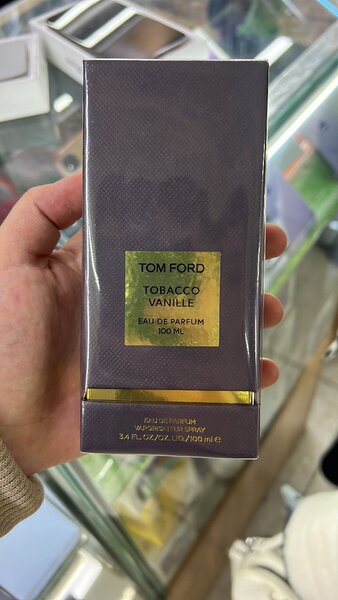 TOM FORD
TOBACCO
VANILLE
EAU DE PARFUM
100 ML
EAU DE PARFUM
VAPORISATEUR SPRAY
3.4 FL. OZ/OZ. LIQ./100 ml ℮